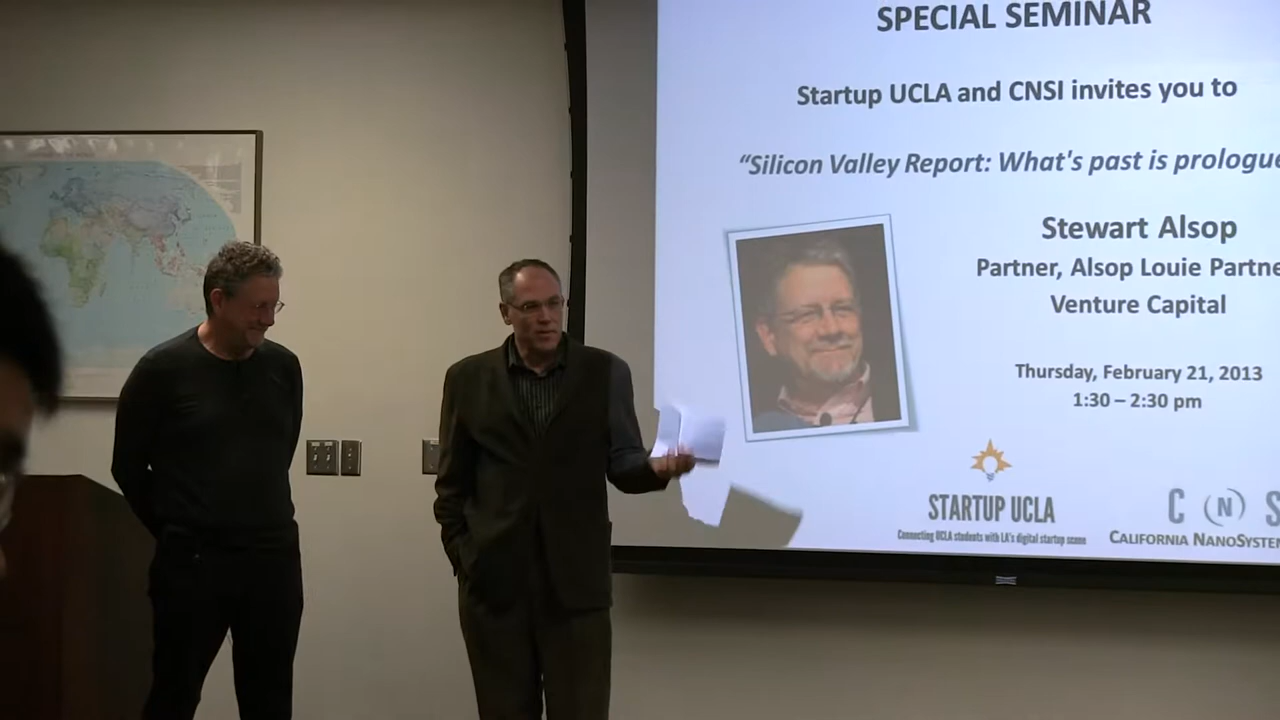 SPECIAL SEMINAR
Startup UCLA and CNSI invites you to
“Silicon Valley Report: What's past is prologue
Stewart Alsop
Partner, Alsop Louie Partne
Venture Capital
Thursday, February 21, 2013
1:30 – 2:30 pm
STARTUP UCLA
Connecting UCLA students with LA's digital startup scene
C N S
CALIFORNIA NANOSYSTEM